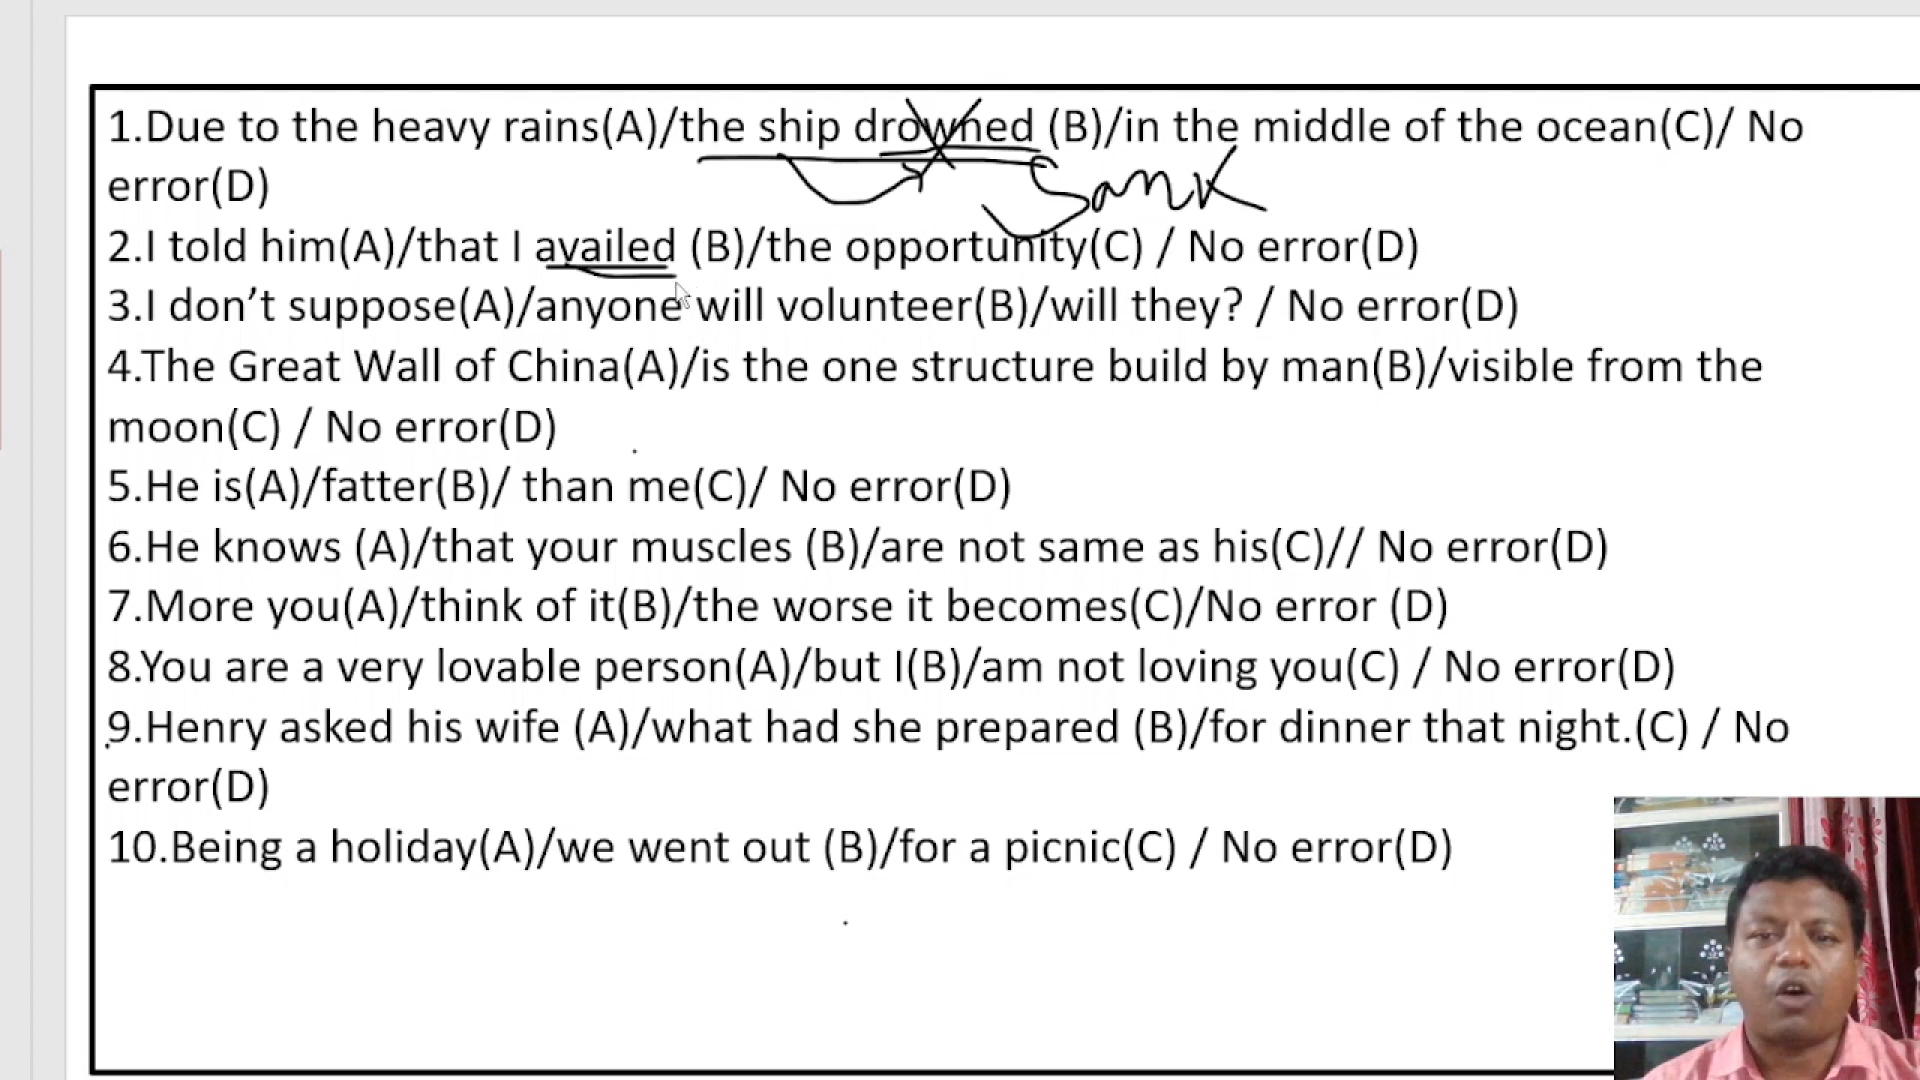 1.Due to the heavy rains(A)/the ship drowned (B)/in the middle of the ocean(C)/ No
error(D)
Sank
2.I told him(A)/that I availed (B)/the opportunity(C) / No error(D)
3.I don’t suppose(A)/anyone will volunteer(B)/will they? / No error(D)
4.The Great Wall of China(A)/is the one structure build by man(B)/visible from the
moon(C) / No error(D)
5.He is(A)/fatter(B)/ than me(C)/ No error(D)
6.He knows (A)/that your muscles (B)/are not same as his(C)// No error(D)
7.More you(A)/think of it(B)/the worse it becomes(C)/No error (D)
8.You are a very lovable person(A)/but I(B)/am not loving you(C) / No error(D)
9.Henry asked his wife (A)/what had she prepared (B)/for dinner that night.(C) / No
error(D)
10.Being a holiday(A)/we went out (B)/for a picnic(C) / No error(D)